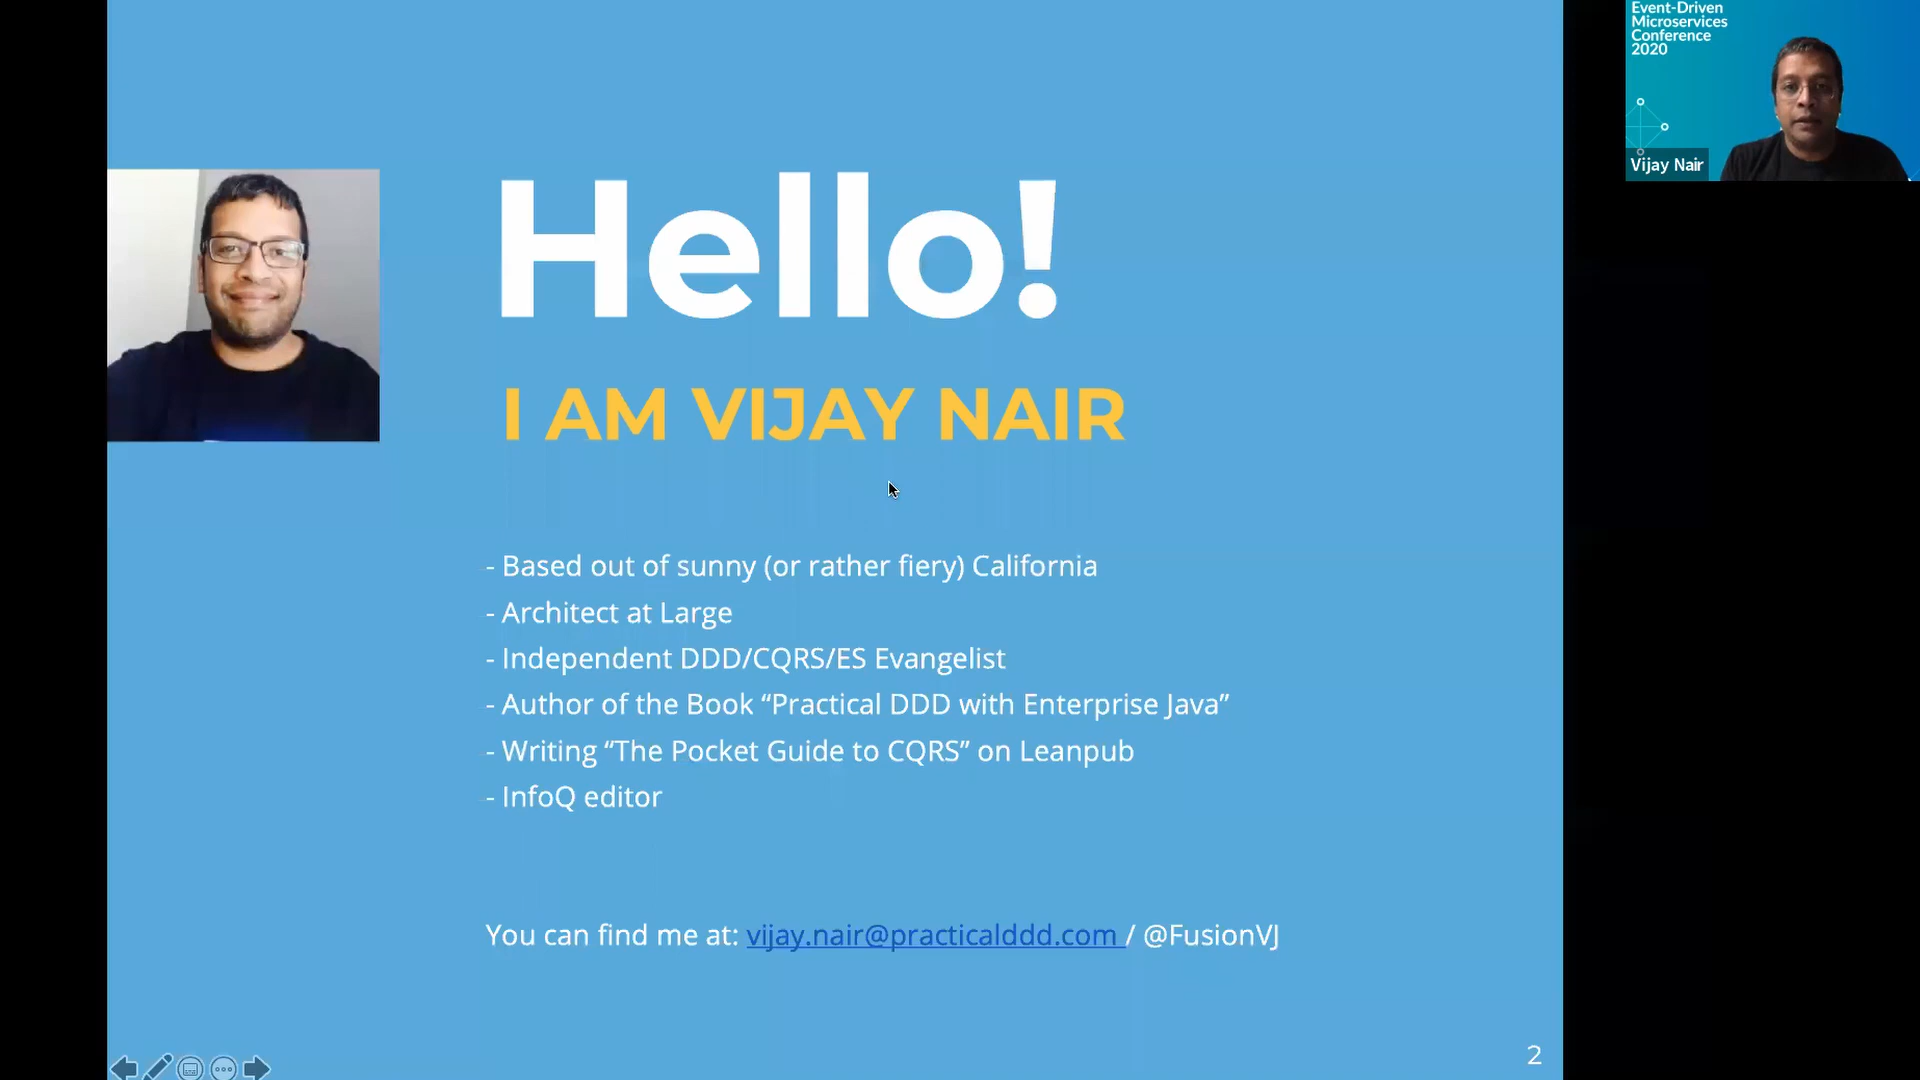 Event-Driven
Microservices
Conference
2020
Vijay Nair
Hello!
I AM VIJAY NAIR
- Based out of sunny (or rather fiery) California
- Architect at Large
- Independent DDD/CQRS/ES Evangelist
- Author of the Book “Practical DDD with Enterprise Java”
- Writing “The Pocket Guide to CQRS” on Leanpub
- InfoQ editor
You can find me at: vijay.nair@practicalddd.com / @FusionVJ
2